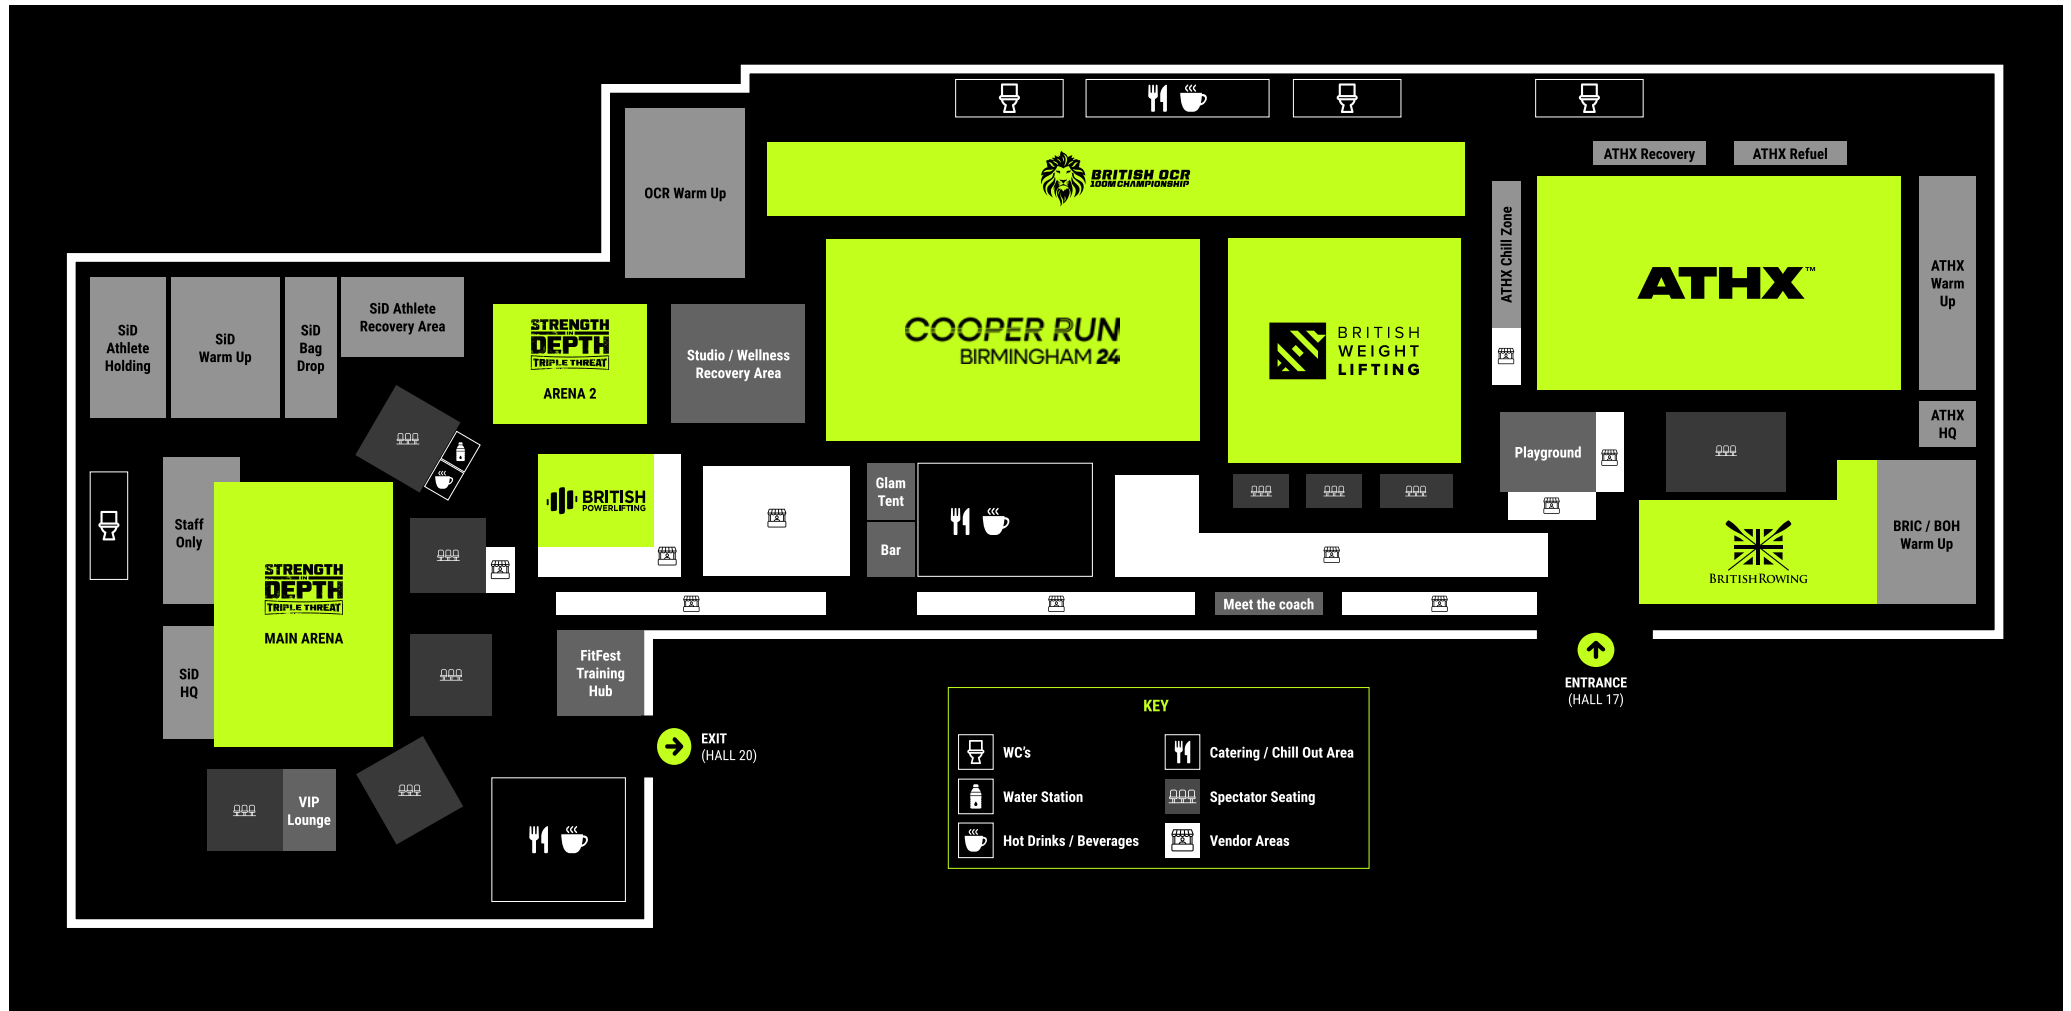 OCR Warm Up
BRITISH OCR
100M CHAMPIONSHIP
ATHX Recovery
ATHX Refuel
ATHX Chill Zone
ATHX™
ATHX
Warm
Up
ATHX
HQ
SiD
Athlete
Holding
SiD
Warm Up
SiD
Bag
Drop
SiD Athlete
Recovery Area
STRENGTH
IN
DEPTH
TRIPLE THREAT
ARENA 2
Studio / Wellness
Recovery Area
COOPER RUN
BIRMINGHAM 24
BRITISH
WEIGHT
LIFTING
Playground
Staff
Only
STRENGTH
IN
DEPTH
TRIPLE THREAT
MAIN ARENA
BRITISH
POWERLIFTING
Glam
Tent
Bar
BRITISH ROWING
BRIC / BOH
Warm Up
Meet the coach
SiD
HQ
FitFest
Training
Hub
ENTRANCE
(HALL 17)
EXIT
(HALL 20)
VIP
Lounge
KEY
WC's
Catering / Chill Out Area
Water Station
Spectator Seating
Hot Drinks / Beverages
Vendor Areas